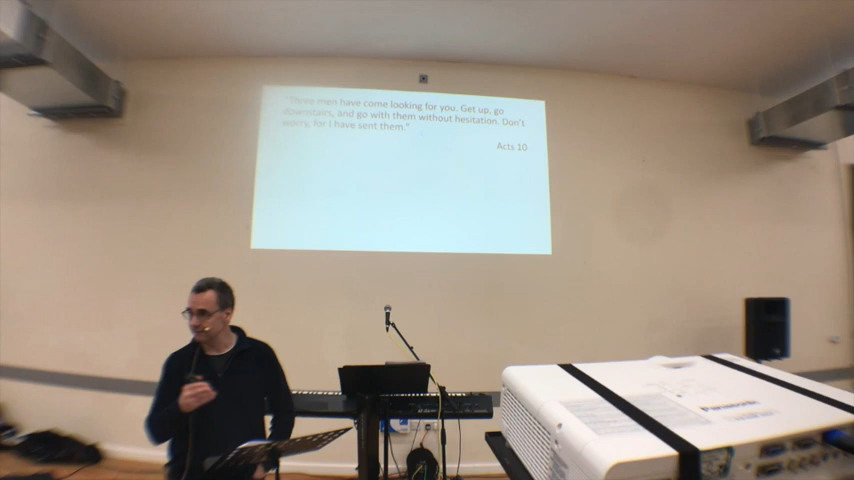 "Three men have come looking for you. Get up, go
downstairs, and go with them without hesitation. Don't
worry, for I have sent them."
Acts 10
Panasonic